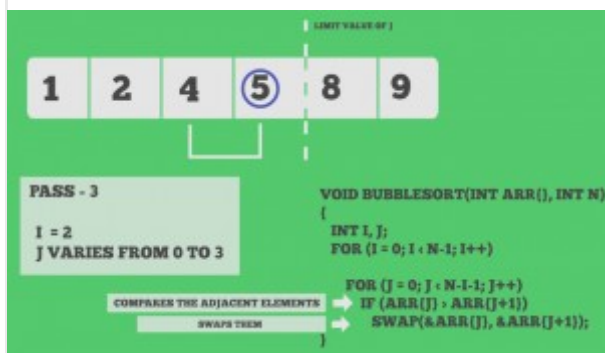 LIMIT VALUE OF J
1 2 4 5 8 9
PASS - 3
I = 2
J VARIES FROM 0 TO 3
VOID BUBBLESORT(INT ARR(), INT N)
{
INT I, J;
FOR (I = 0; I < N-1; I++)
FOR (J = 0; J < N-I-1; J++)
COMPARES THE ADJACENT ELEMENTS
IF (ARR(J) > ARR(J+1))
SWAPS THEM
SWAP(&ARR(J), &ARR(J+1));
}